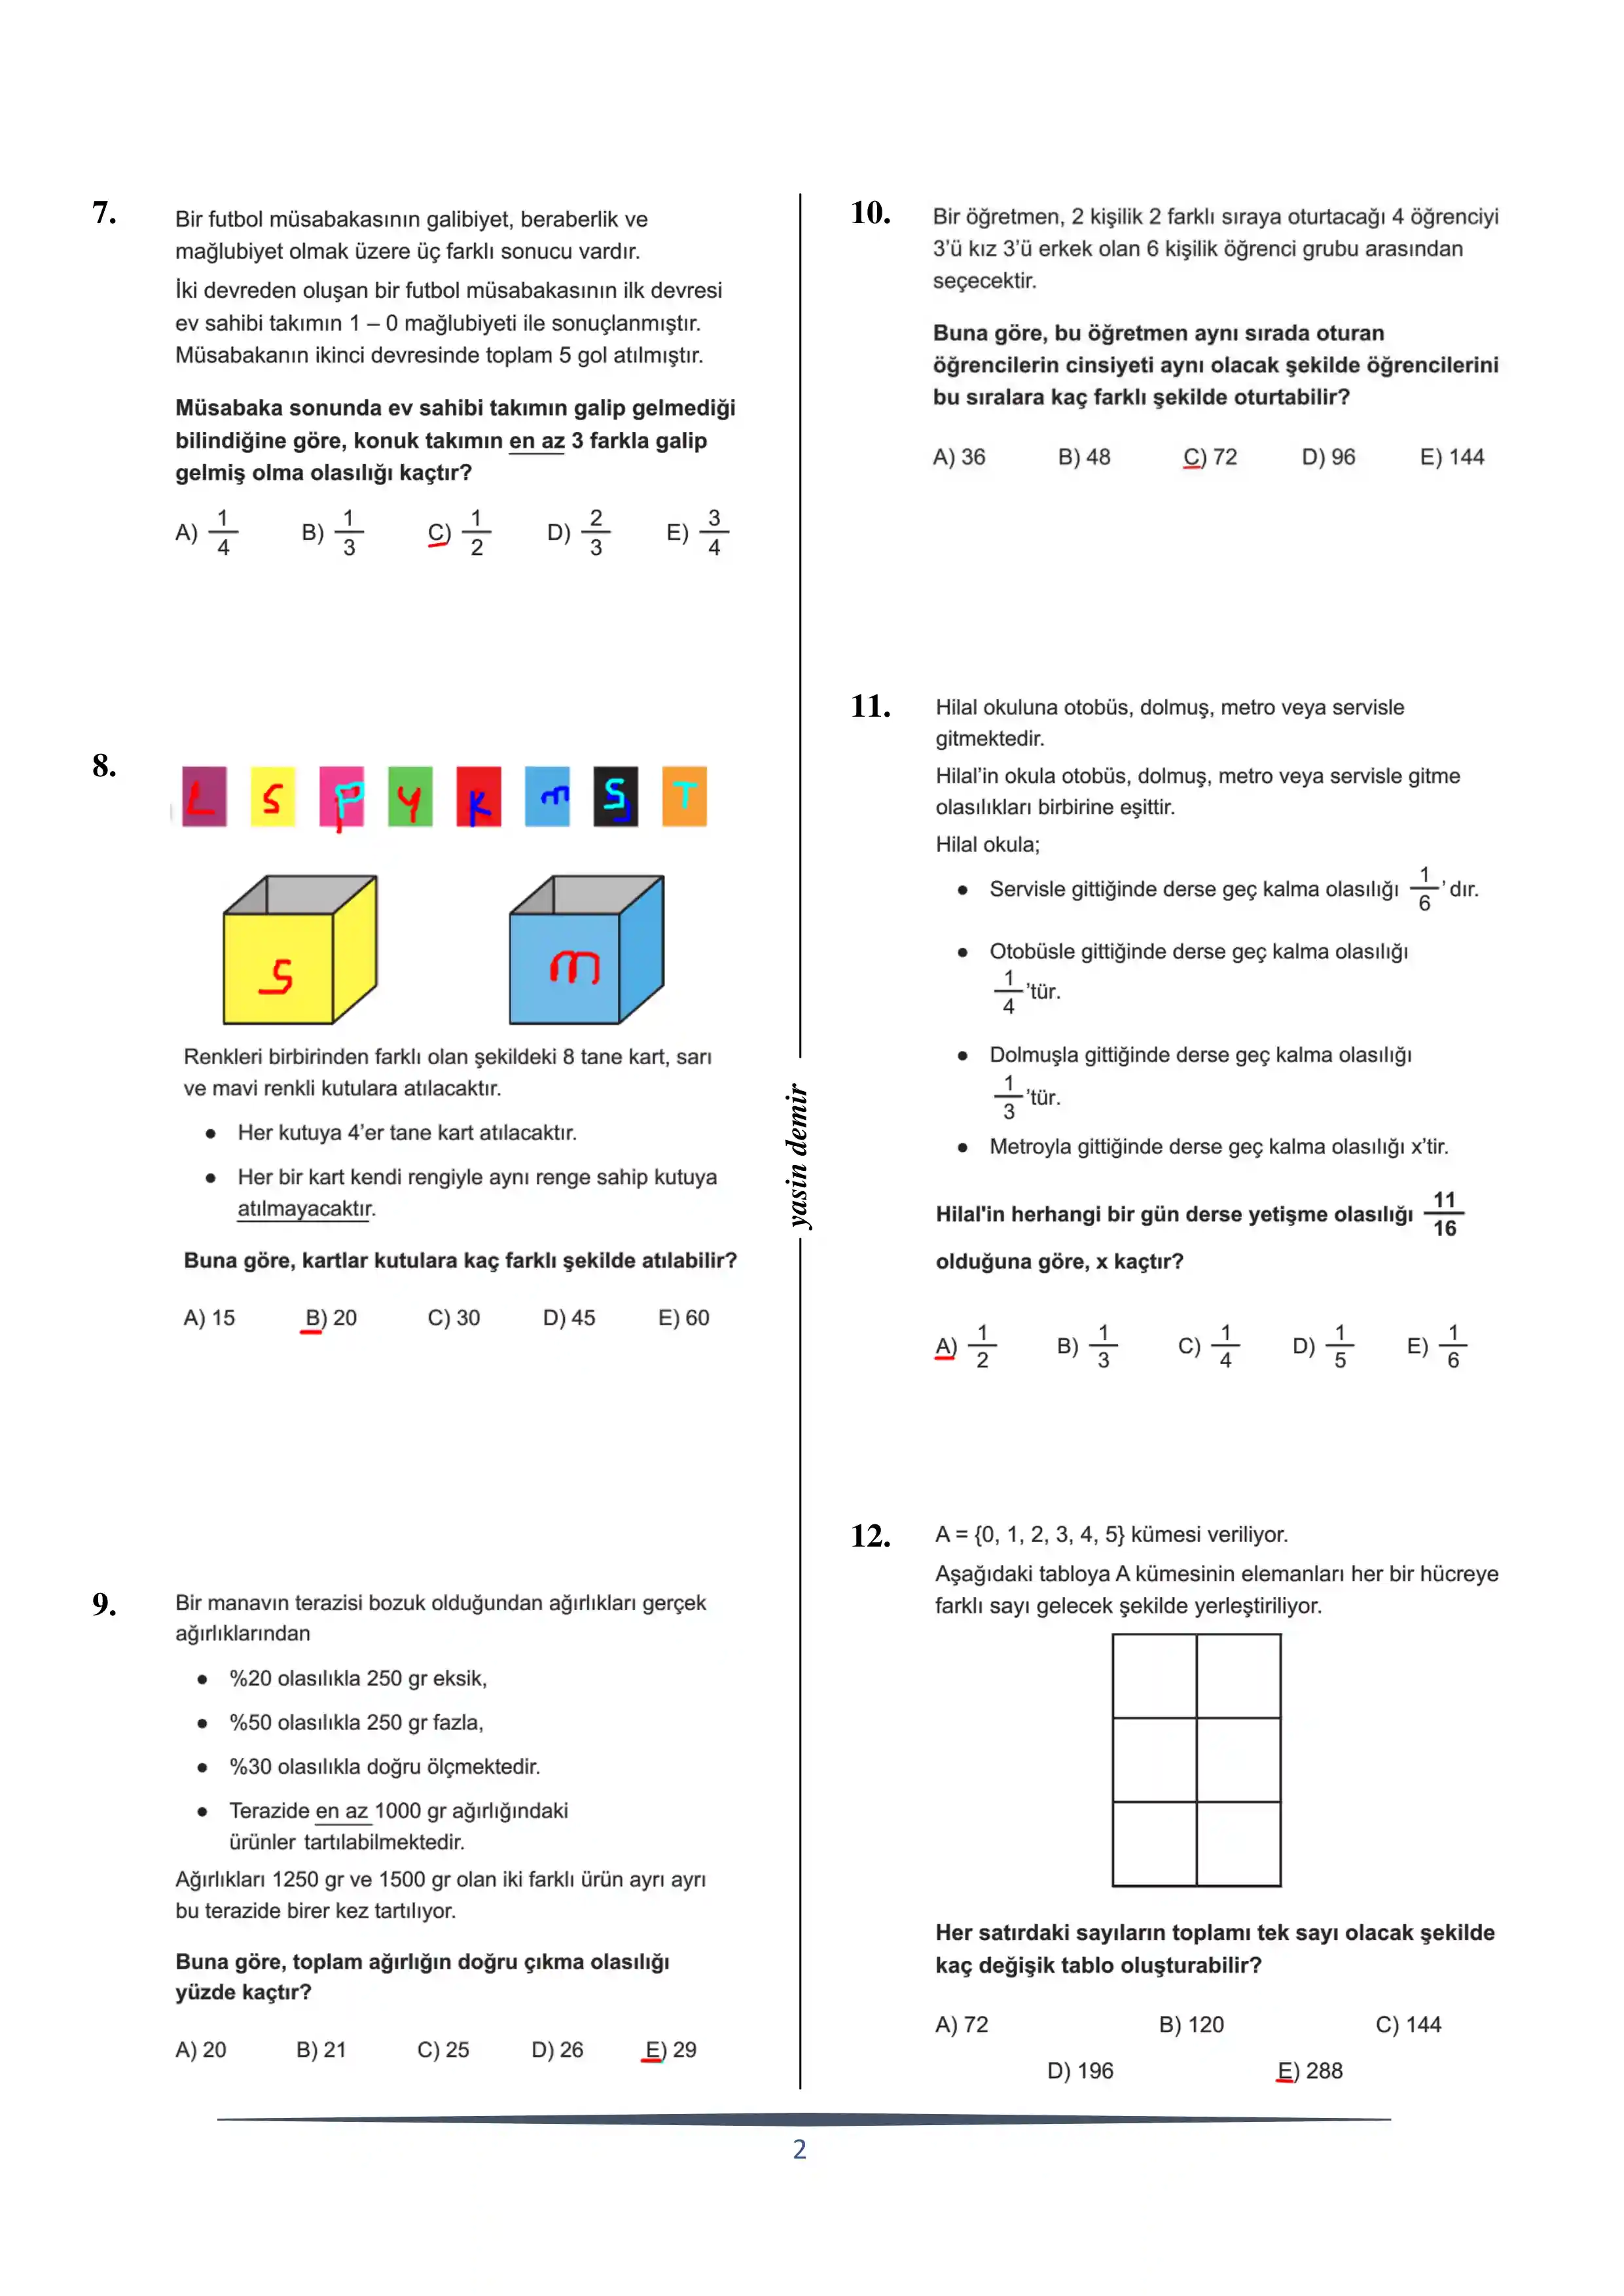 7.
Bir futbol müsabakasının galibiyet, beraberlik ve
mağlubiyet olmak üzere üç farklı sonucu vardır.
İki devreden oluşan bir futbol müsabakasının ilk devresi
ev sahibi takımın 1 – 0 mağlubiyeti ile sonuçlanmıştır.
Müsabakanın ikinci devresinde toplam 5 gol atılmıştır.
Müsabaka sonunda ev sahibi takımın galip gelmediği
bilindiğine göre, konuk takımın en az 3 farkla galip
gelmiş olma olasılığı kaçtır?
A) 1/4 B) 1/3 C) 1/2 D) 2/3 E) 3/4
8.
L S P Y K m S T
S m
Renkleri birbirinden farklı olan şekildeki 8 tane kart, sarı
ve mavi renkli kutulara atılacaktır.
● Her kutuya 4'er tane kart atılacaktır.
● Her bir kart kendi rengiyle aynı renge sahip kutuya
atılmayacaktır.
Buna göre, kartlar kutulara kaç farklı şekilde atılabilir?
A) 15 B) 20 C) 30 D) 45 E) 60
9.
Bir manavın terazisi bozuk olduğundan ağırlıkları gerçek
ağırlıklarından
● %20 olasılıkla 250 gr eksik,
● %50 olasılıkla 250 gr fazla,
● %30 olasılıkla doğru ölçmektedir.
● Terazide en az 1000 gr ağırlığındaki
ürünler tartılabilmektedir.
Ağırlıkları 1250 gr ve 1500 gr olan iki farklı ürün ayrı ayrı
bu terazide birer kez tartılıyor.
Buna göre, toplam ağırlığın doğru çıkma olasılığı
yüzde kaçtır?
A) 20 B) 21 C) 25 D) 26 E) 29
yasin demir
10.
Bir öğretmen, 2 kişilik 2 farklı sıraya oturtacağı 4 öğrenciyi
3'ü kız 3'ü erkek olan 6 kişilik öğrenci grubu arasından
seçecektir.
Buna göre, bu öğretmen aynı sırada oturan
öğrencilerin cinsiyeti aynı olacak şekilde öğrencilerini
bu sıralara kaç farklı şekilde oturtabilir?
A) 36 B) 48 C) 72 D) 96 E) 144
11.
Hilal okuluna otobüs, dolmuş, metro veya servisle
gitmektedir.
Hilal'in okula otobüs, dolmuş, metro veya servisle gitme
olasılıkları birbirine eşittir.
Hilal okula;
● Servisle gittiğinde derse geç kalma olasılığı 1/6' dır.
● Otobüsle gittiğinde derse geç kalma olasılığı
1/4'tür.
● Dolmuşla gittiğinde derse geç kalma olasılığı
1/3'tür.
● Metroyla gittiğinde derse geç kalma olasılığı x'tir.
Hilal'in herhangi bir gün derse yetişme olasılığı 11/16
olduğuna göre, x kaçtır?
A) 1/2 B) 1/3 C) 1/4 D) 1/5 E) 1/6
12.
A = {0, 1, 2, 3, 4, 5} kümesi veriliyor.
Aşağıdaki tabloya A kümesinin elemanları her bir hücreye
farklı sayı gelecek şekilde yerleştiriliyor.
Her satırdaki sayıların toplamı tek sayı olacak şekilde
kaç değişik tablo oluşturabilir?
A) 72 B) 120 C) 144
D) 196 E) 288
2